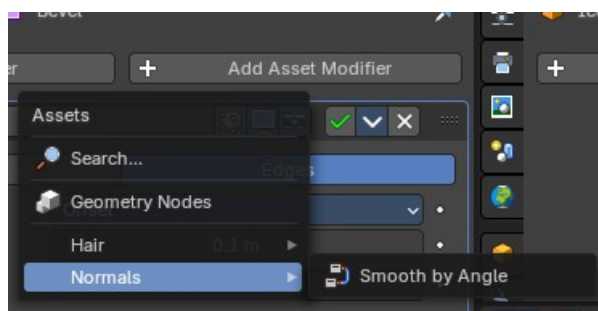 Bevel
+ Add Asset Modifier
+
Assets
Search...
Edges
Geometry Nodes
Offset
Hair
0.1 m
Normals
Smooth by Angle